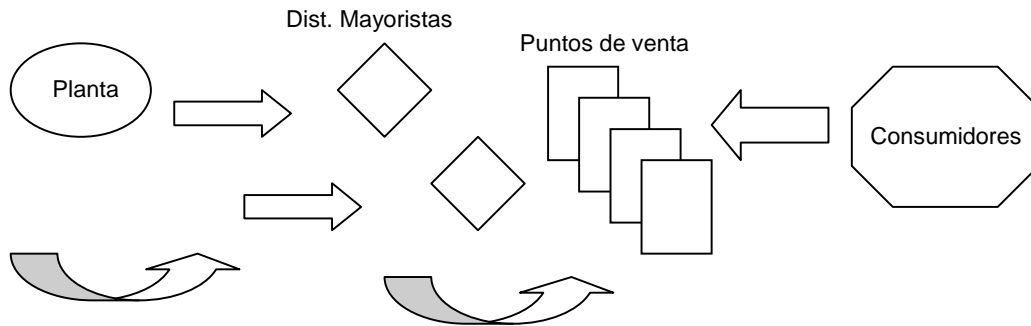 Dist. Mayoristas
Puntos de venta
Planta
Consumidores